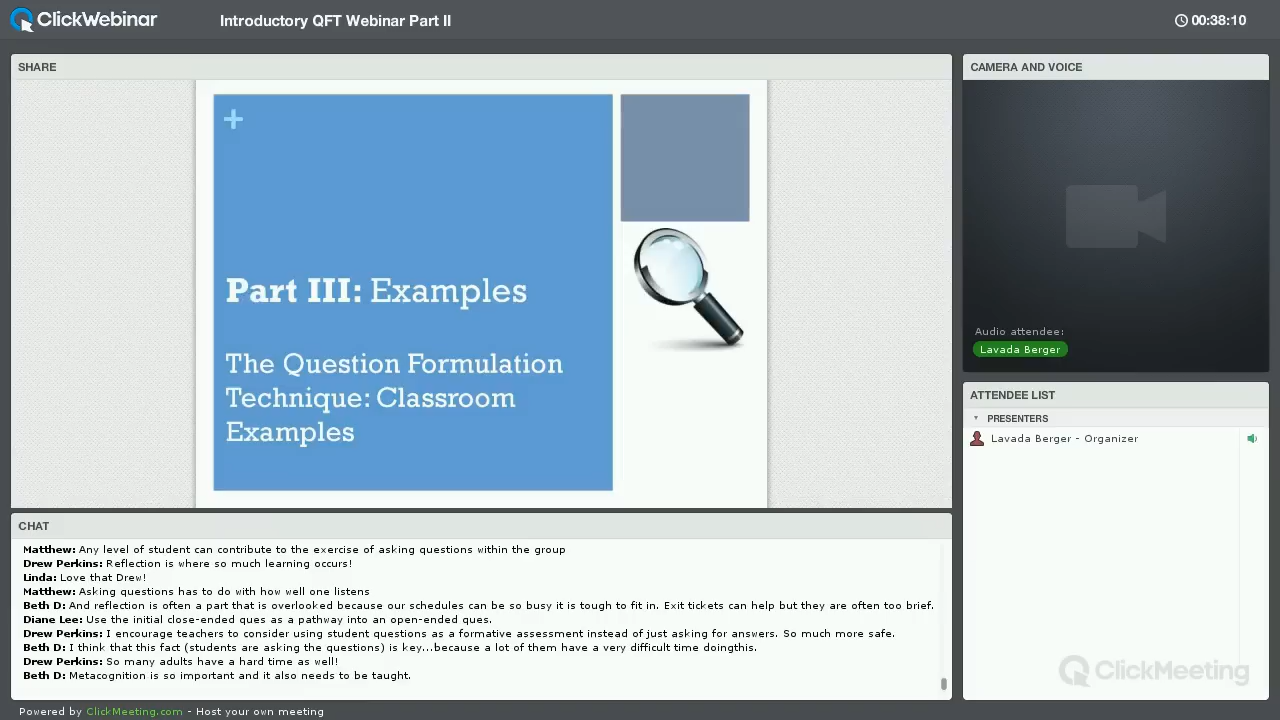 ClickWebinar
Introductory QFT Webinar Part II
00:38:10
SHARE
+
Part III: Examples
The Question Formulation
Technique: Classroom
Examples
CAMERA AND VOICE
Audio attendee:
Lavada Berger
ATTENDEE LIST
PRESENTERS
Lavada Berger - Organizer
CHAT
Matthew: Any level of student can contribute to the exercise of asking questions within the group
Drew Perkins: Reflection is where so much learning occurs!
Linda: Love that Drew!
Matthew: Asking questions has to do with how well one listens
Beth D: And reflection is often a part that is overlooked because our schedules can be so busy it is tough to fit in. Exit tickets can help but they are often too brief.
Diane Lee: Use the initial close-ended ques as a pathway into an open-ended ques.
Drew Perkins: I encourage teachers to consider using student questions as a formative assessment instead of just asking for answers. So much more safe.
Beth D: I think that this fact (students are asking the questions) is key...because a lot of them have a very difficult time doingthis.
Drew Perkins: So many adults have a hard time as well!
Beth D: Metacognition is so important and it also needs to be taught.
ClickMeeting
Powered by ClickMeeting.com - Host your own meeting